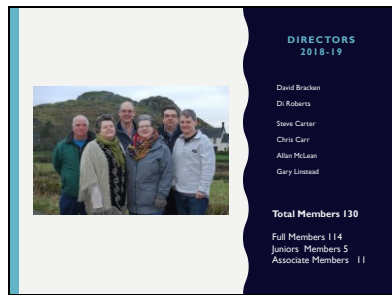 DIRECTORS
2018-19
David Bracken
Di Roberts
Steve Carter
Chris Carr
Allan McLean
Gary Linstead
Total Members 130
Full Members 114
Juniors Members 5
Associate Members 11